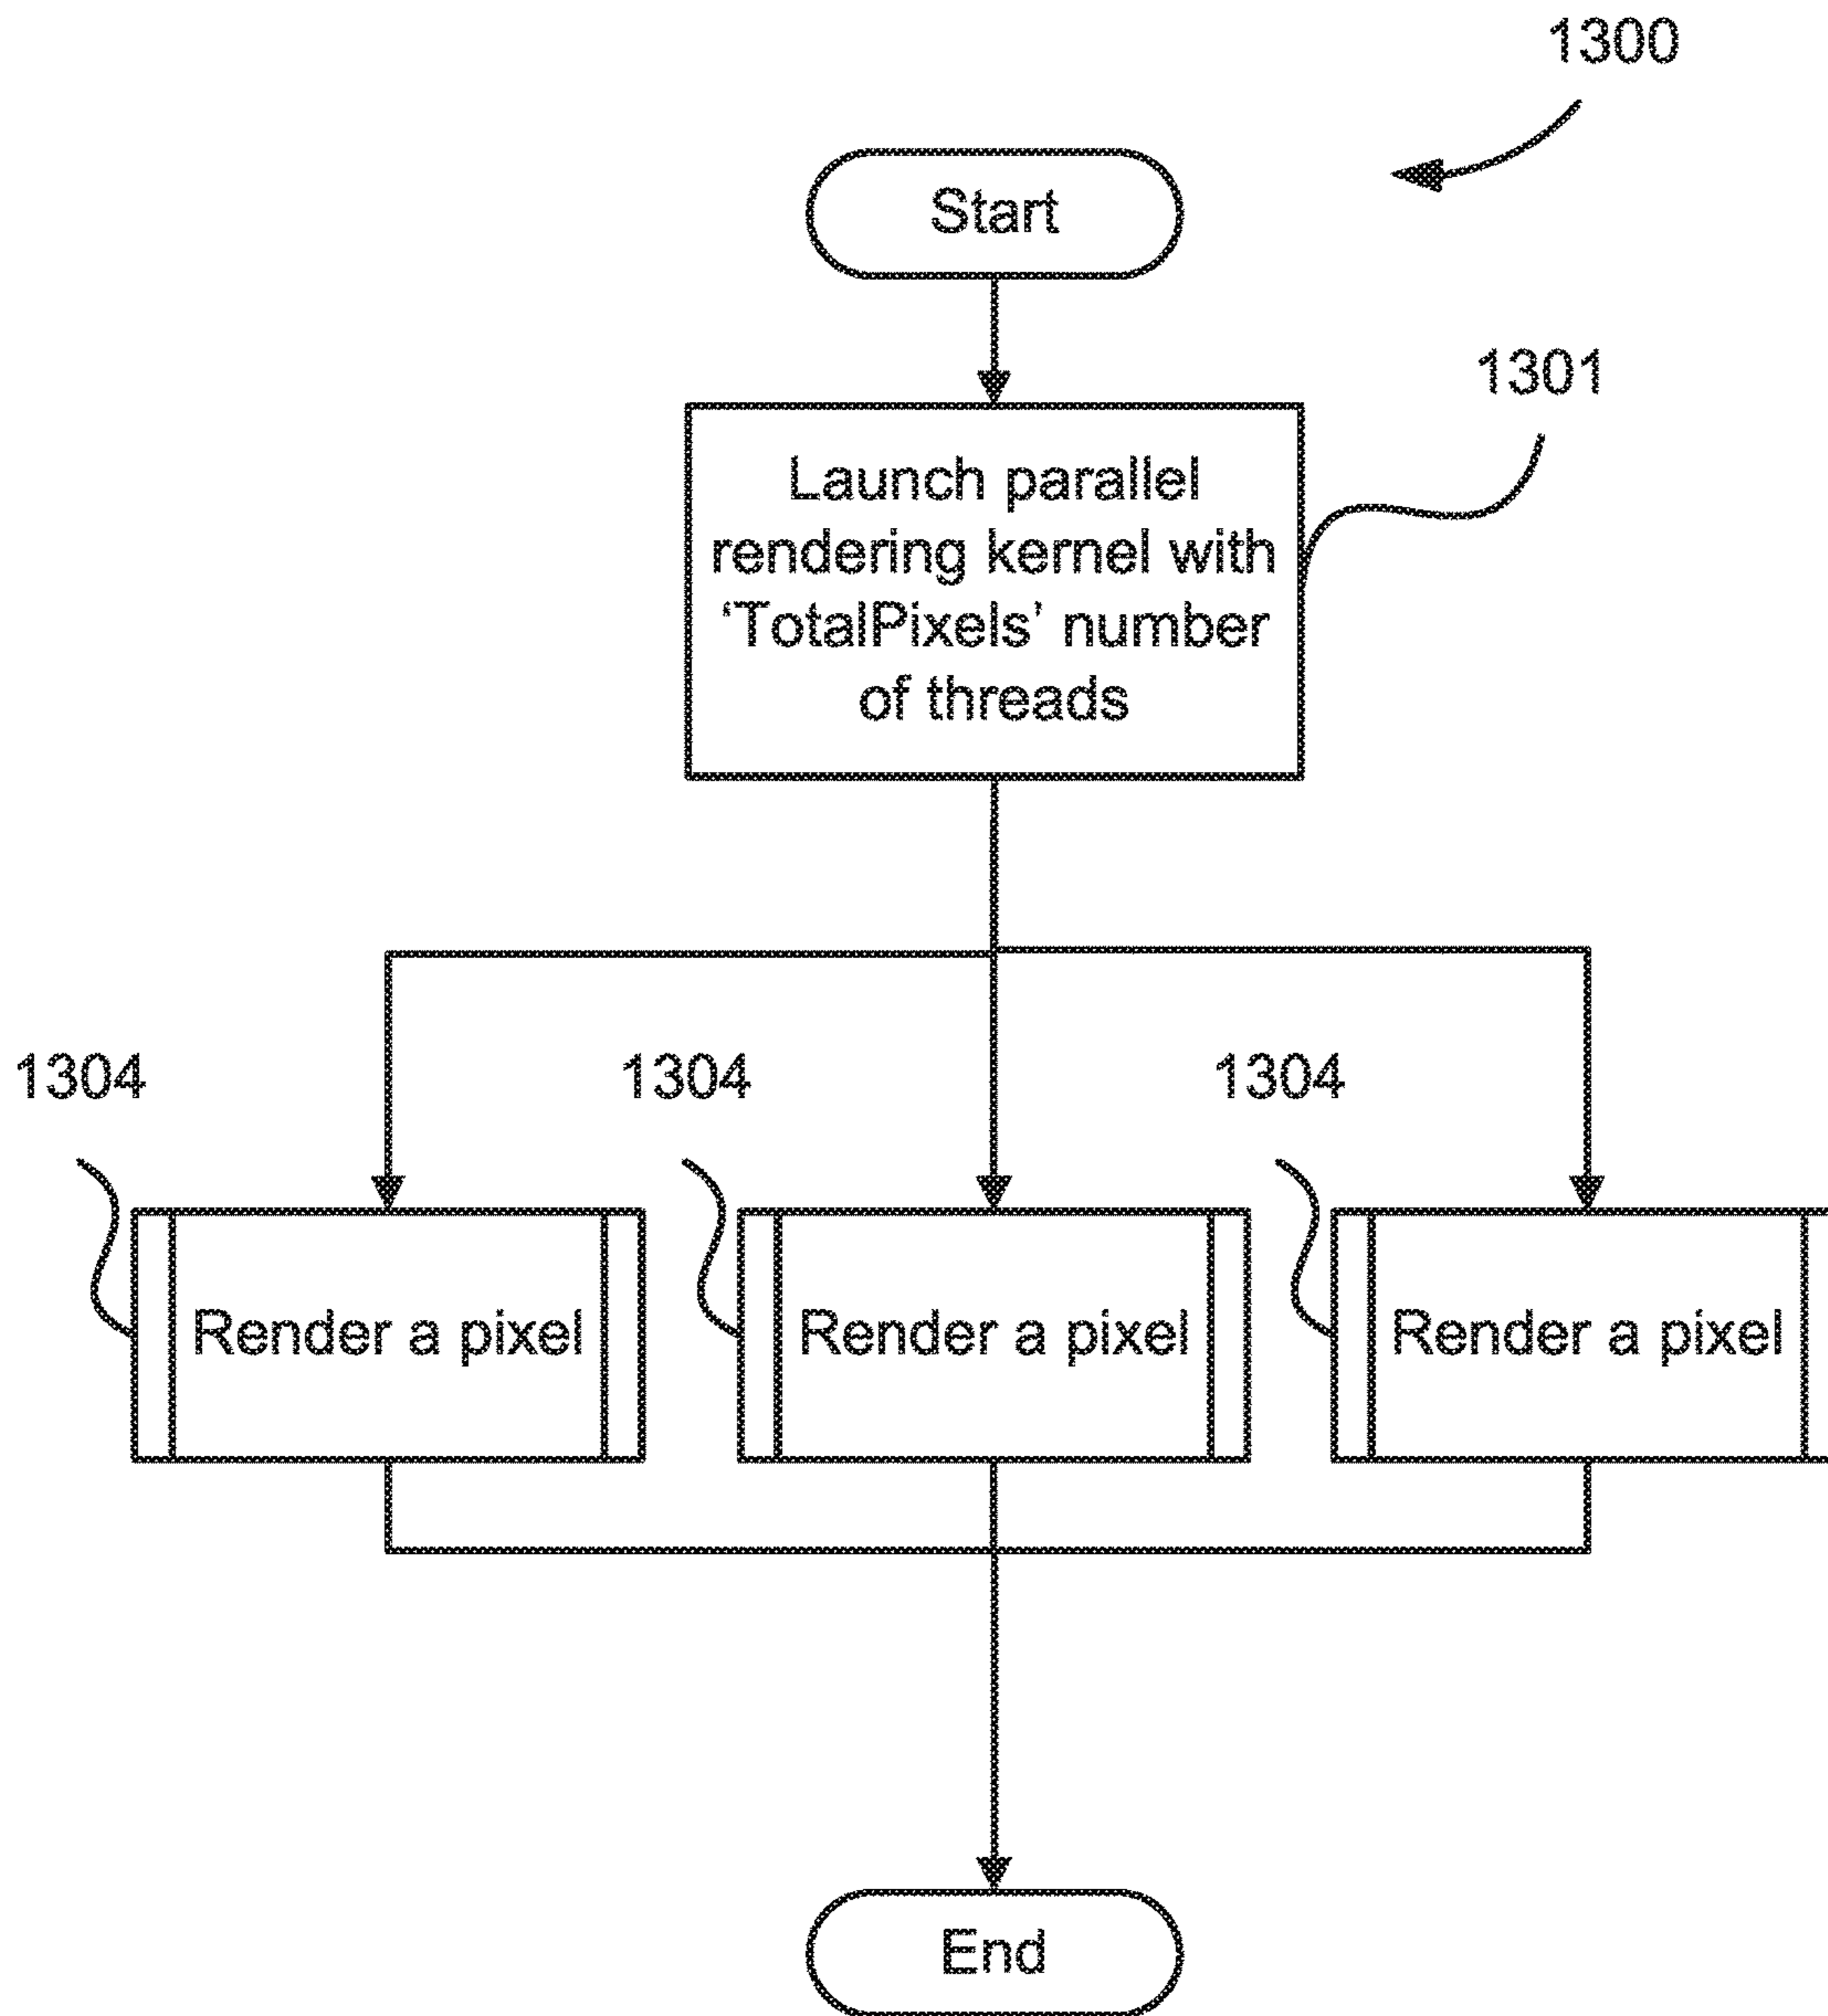 1300
Start
1301
Launch parallel
rendering kernel with
‘TotalPixels’ number
of threads
1304
1304
1304
Render a pixel
Render a pixel
Render a pixel
End